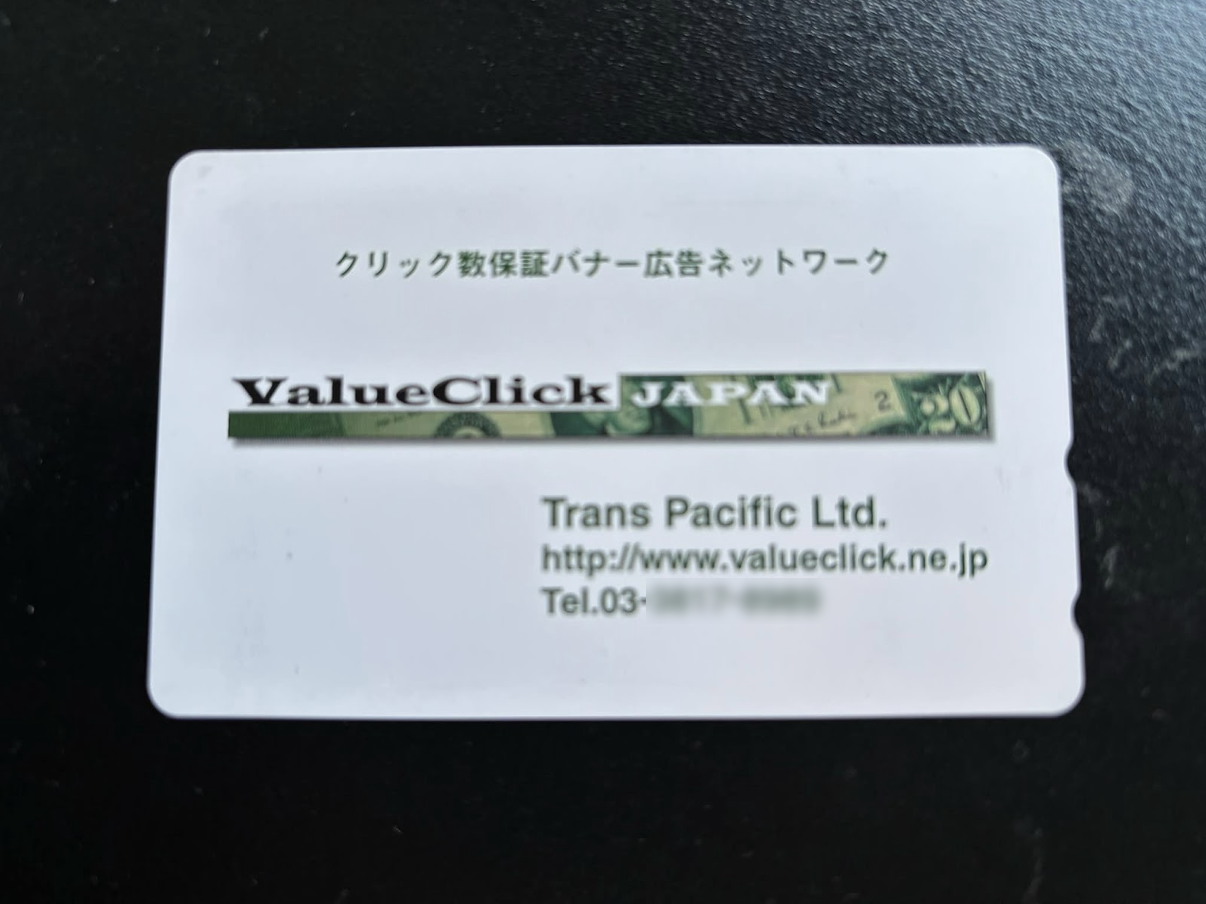 クリック数保証バナー広告ネットワーク
ValueClick JAPAN
Trans Pacific Ltd.
http://www.valueclick.ne.jp
Tel.03-